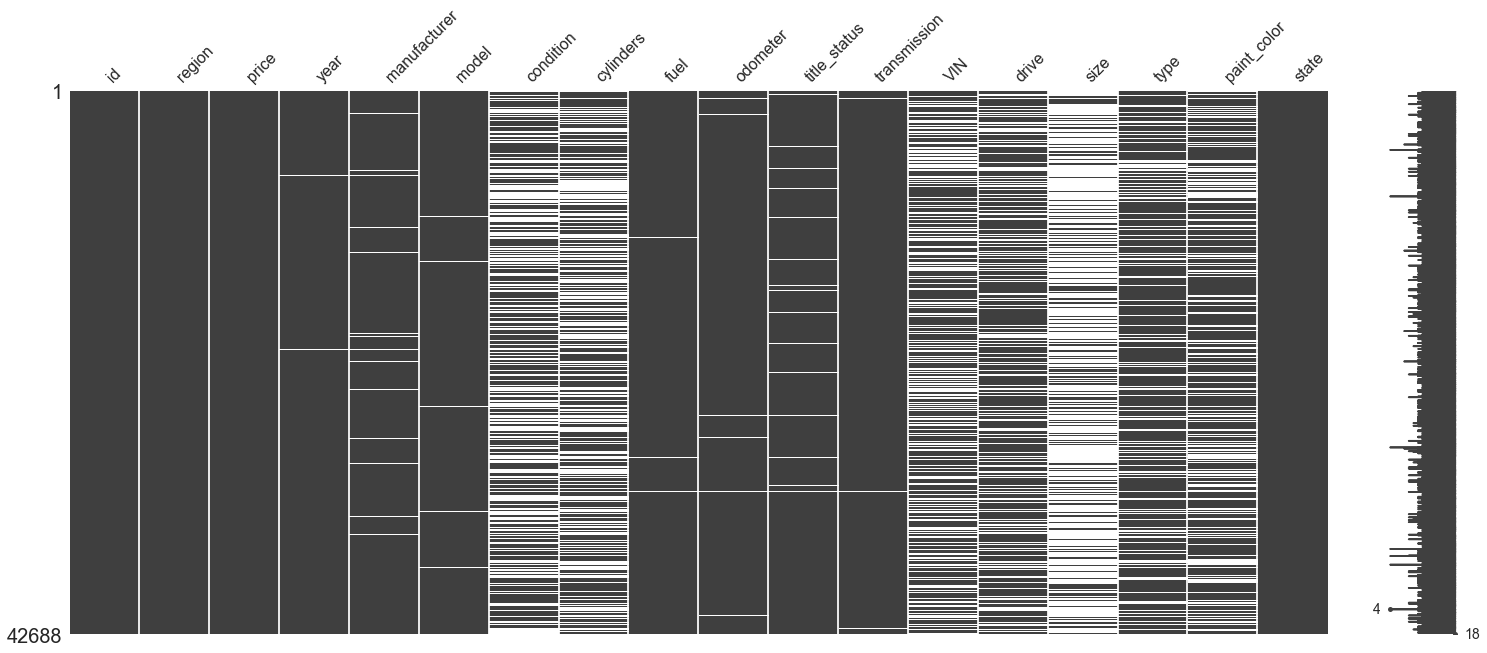 id
region
price
year
manufacturer
model
condition
cylinders
fuel
odometer
title_status
transmission
VIN
drive
size
type
paint_color
state
1
42688
4
18